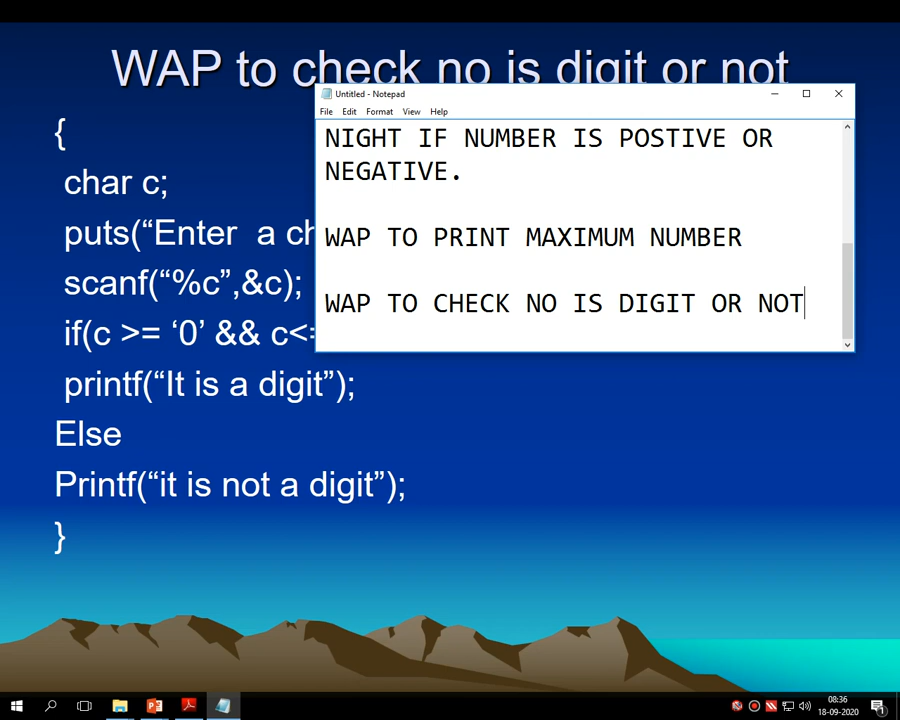 WAP to check no is digit or not
{
char c;
puts(“Enter a ch
scanf(“%c”,&c);
if(c >= ‘0’ && c<=
printf(“It is a digit”);
Else
Printf(“it is not a digit”);
}
Untitled - Notepad
File Edit Format View Help
NIGHT IF NUMBER IS POSTIVE OR
NEGATIVE.
WAP TO PRINT MAXIMUM NUMBER
WAP TO CHECK NO IS DIGIT OR NOT
08:36
18-09-2020